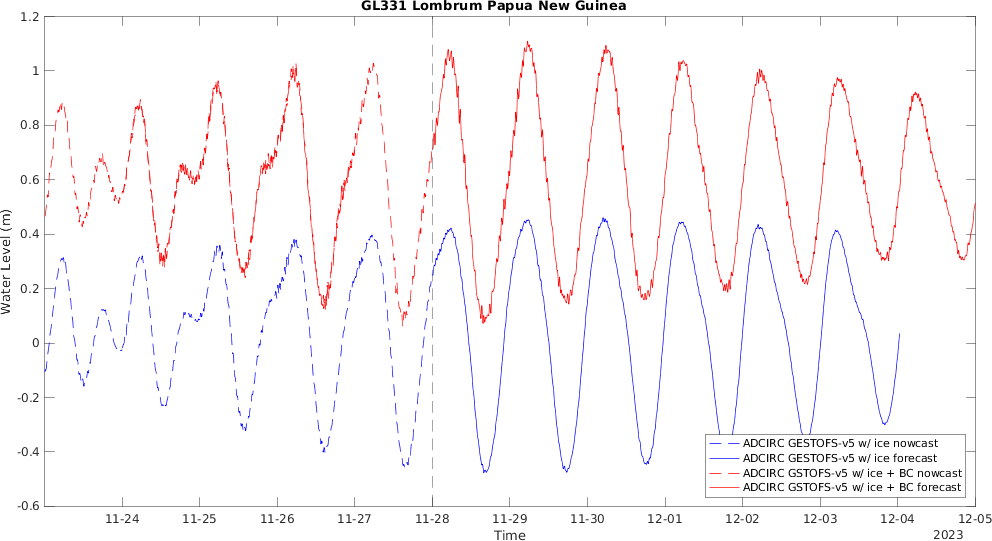 GL331 Lombrum Papua New Guinea
1.2
1
0.8
0.6
0.4
0.2
0
-0.2
-0.4
-0.6
Water Level (m)
ADCIRC GESTOFS-v5 w/ ice nowcast
ADCIRC GESTOFS-v5 w/ ice forecast
ADCIRC GSTOFS-v5 w/ ice + BC nowcast
ADCIRC GSTOFS-v5 w/ ice + BC forecast
11-24 11-25 11-26 11-27 11-28 11-29 11-30 12-01 12-02 12-03 12-04 12-05
Time
2023